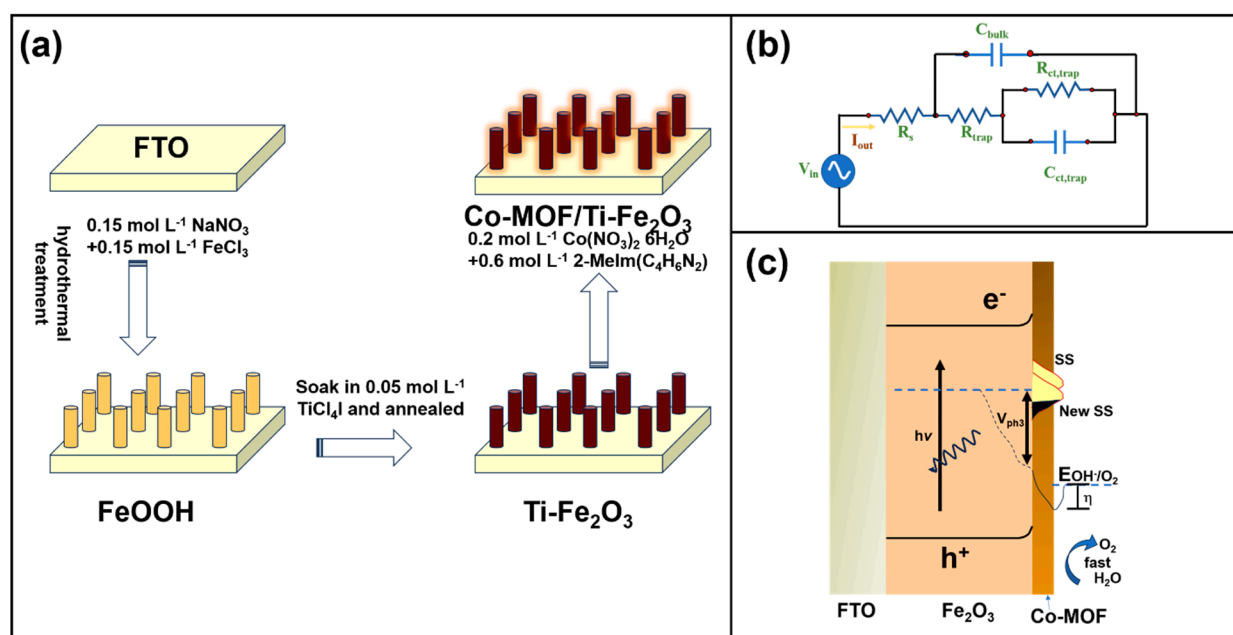 (a)
FTO
hydrothermal
treatment
0.15 mol L⁻¹ NaNO₃
+0.15 mol L⁻¹ FeCl₃
FeOOH
Soak in 0.05 mol L⁻¹
TiCl₄I and annealed
Ti-Fe₂O₃
Co-MOF/Ti-Fe₂O₃
0.2 mol L⁻¹ Co(NO₃)₂ 6H₂O
+0.6 mol L⁻¹ 2-MeIm(C₄H₆N₂)
(b)
C_bulk
R_ct,trap
R_s
R_trap
I_out
V_in
C_ct,trap
(c)
e⁻
SS
New SS
V_ph3
hν
E_OH⁻/O₂
η
h⁺
O₂
fast
H₂O
FTO
Fe₂O₃
Co-MOF